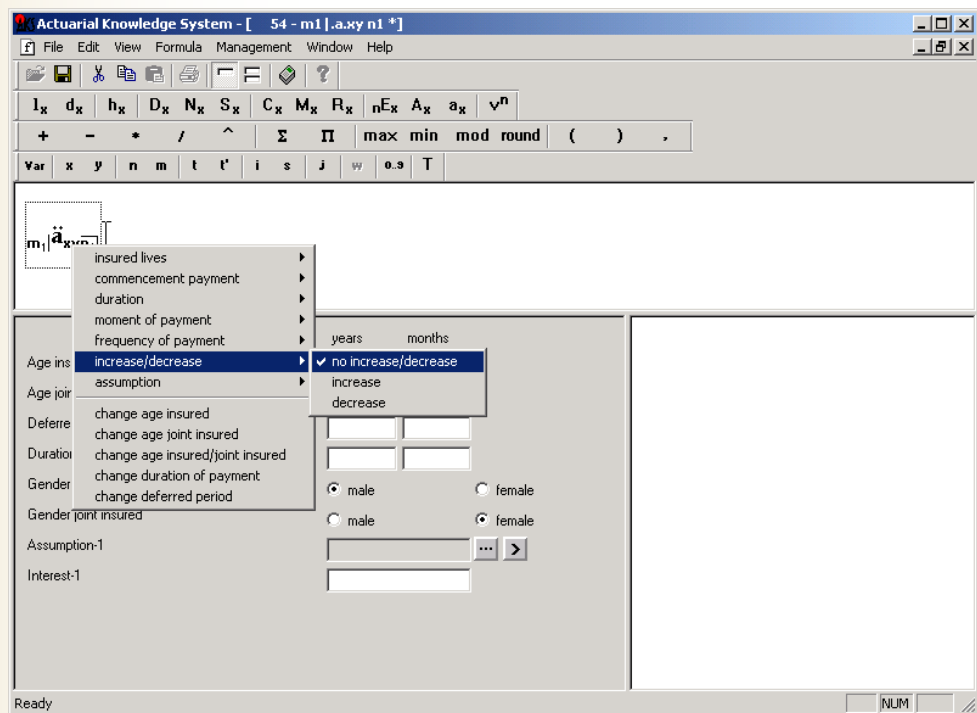 Actuarial Knowledge System - [ 54 - m1|.a.xy n1 *]
f File Edit View Formula Management Window Help
lx dx hx Dx Nx Sx Cx Mx Rx nEx Ax ax vn
+ - * / ^ Σ Π max min mod round ( ) ,
Var x y n m t t' i s j w 0..9 T
m1|äxy
insured lives
commencement payment
duration
moment of payment
frequency of payment
years months
increase/decrease
no increase/decrease
Age ins
assumption
increase
Age join
decrease
change age insured
Deferre
change age joint insured
Duration
change age insured/joint insured
change duration of payment
Gender
male female
change deferred period
Gender joint insured
male female
Assumption-1
...
>
Interest-1
Ready NUM